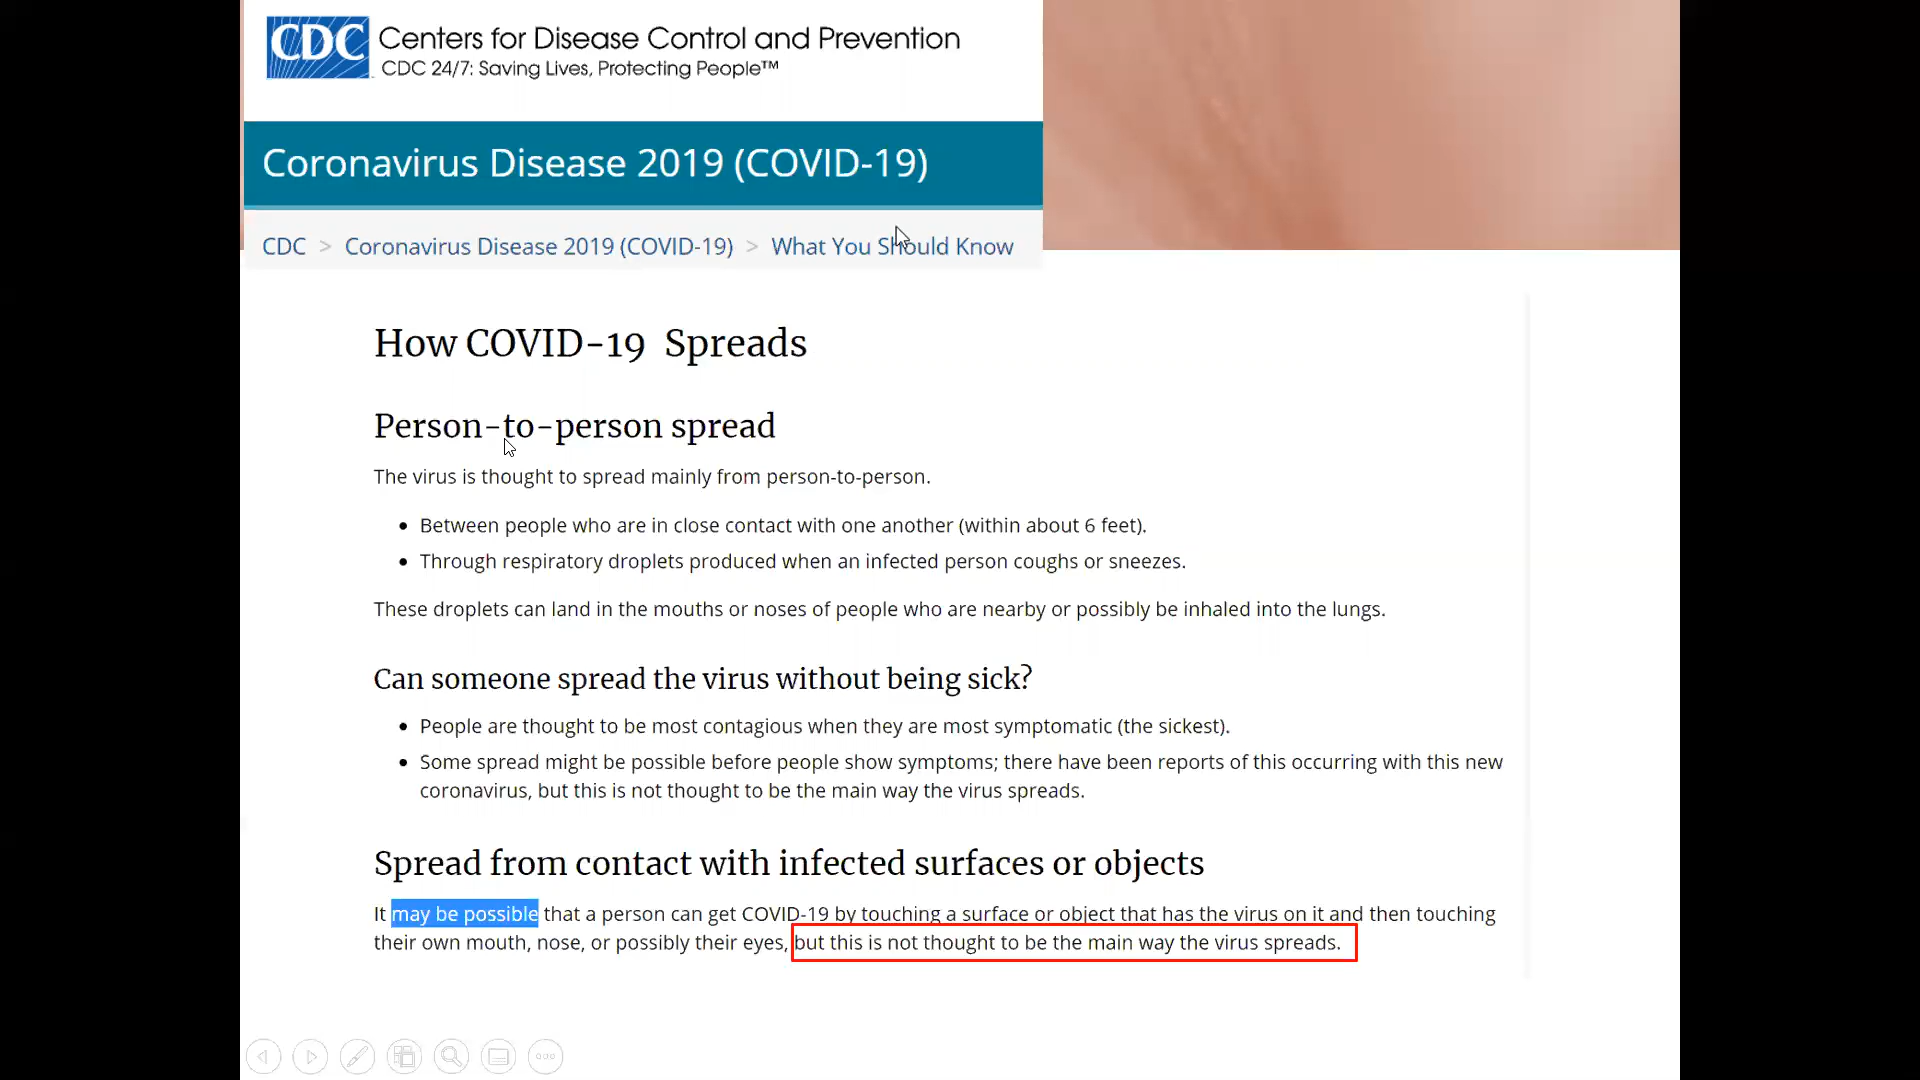 CDC
Centers for Disease Control and Prevention
CDC 24/7: Saving Lives, Protecting People™
Coronavirus Disease 2019 (COVID-19)
CDC > Coronavirus Disease 2019 (COVID-19) > What You Should Know
How COVID-19 Spreads
Person-to-person spread
The virus is thought to spread mainly from person-to-person.
• Between people who are in close contact with one another (within about 6 feet).
• Through respiratory droplets produced when an infected person coughs or sneezes.
These droplets can land in the mouths or noses of people who are nearby or possibly be inhaled into the lungs.
Can someone spread the virus without being sick?
• People are thought to be most contagious when they are most symptomatic (the sickest).
• Some spread might be possible before people show symptoms; there have been reports of this occurring with this new
coronavirus, but this is not thought to be the main way the virus spreads.
Spread from contact with infected surfaces or objects
It may be possible that a person can get COVID-19 by touching a surface or object that has the virus on it and then touching
their own mouth, nose, or possibly their eyes, but this is not thought to be the main way the virus spreads.